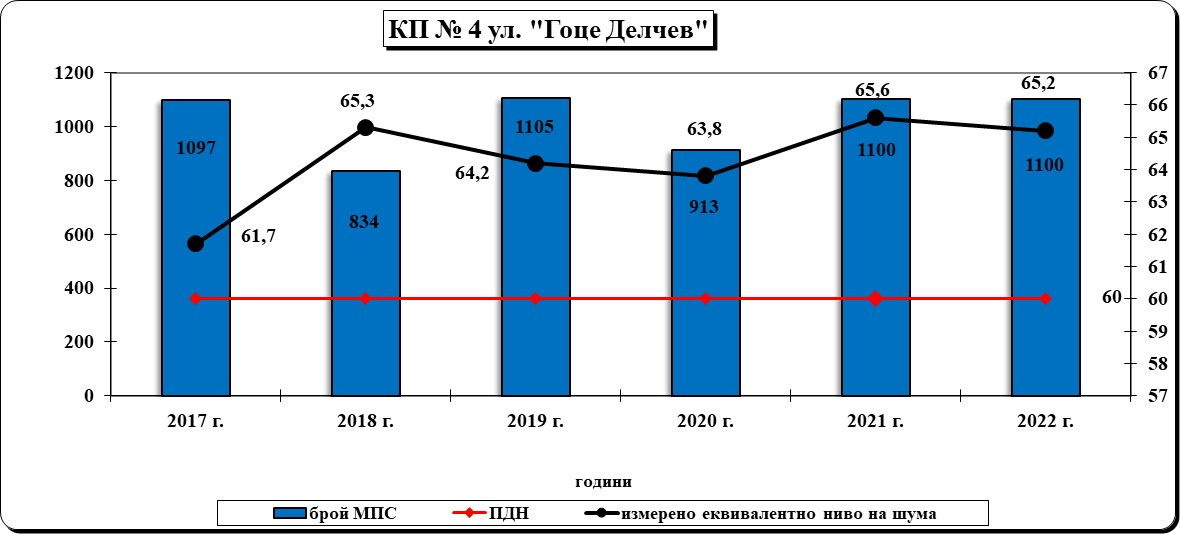 КП № 4 ул. "Гоце Делчев"
1200
1000
800
600
400
200
0
67
66
65
64
63
62
61
60
59
58
57
1097
834
1105
913
1100
1100
61,7
65,3
64,2
63,8
65,6
65,2
60
2017 г.
2018 г.
2019 г.
2020 г.
2021 г.
2022 г.
години
брой МПС
ПДН
измерено еквивалентно ниво на шума